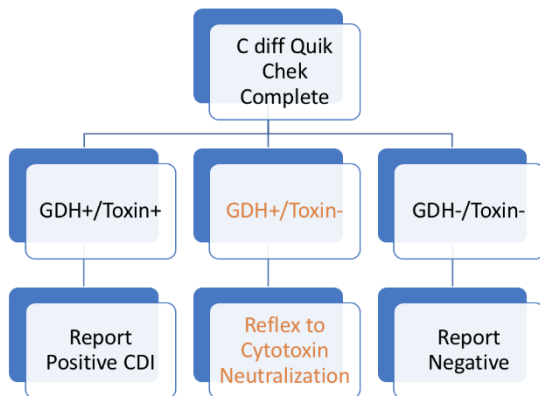 C diff Quik
Chek
Complete
GDH+/Toxin+
GDH+/Toxin-
GDH-/Toxin-
Report
Positive CDI
Reflex to
Cytotoxin
Neutralization
Report
Negative